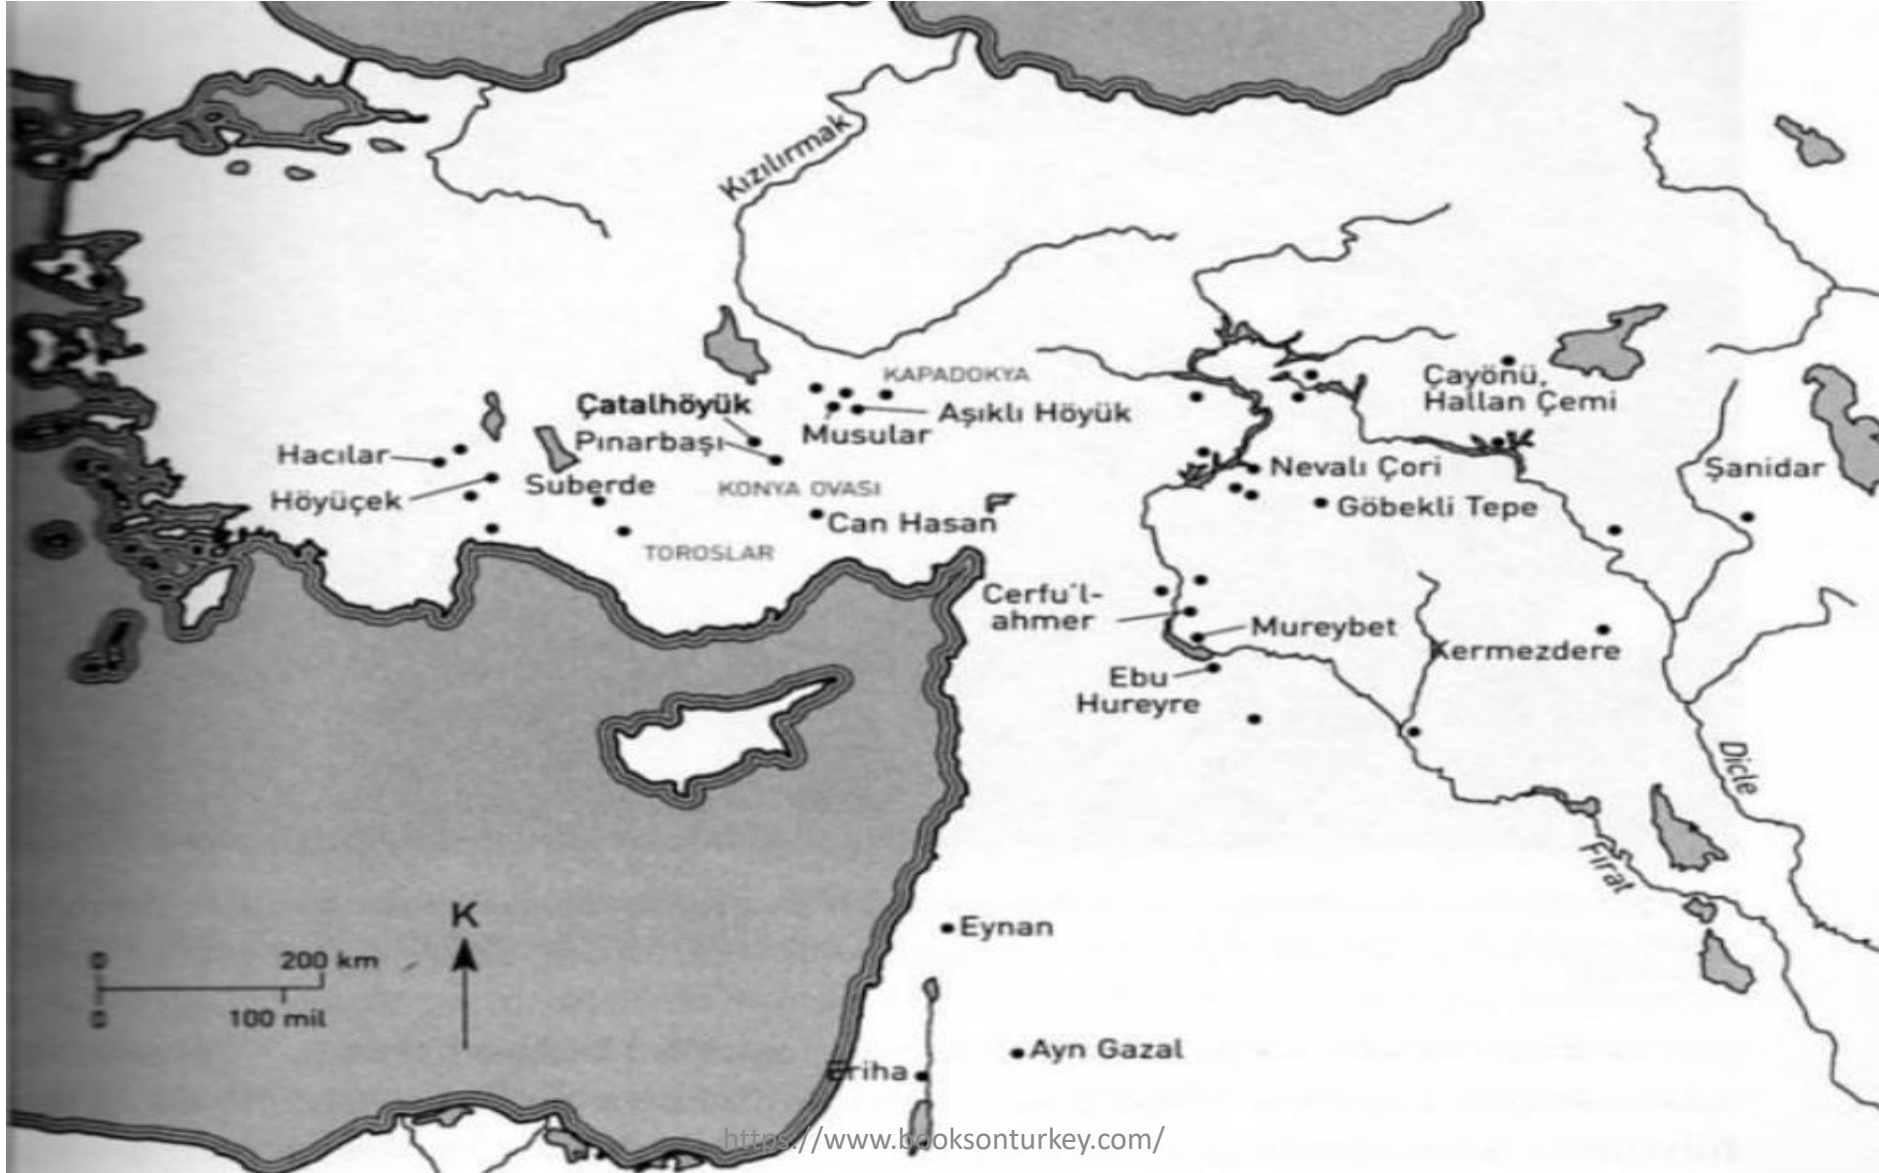 Kızılırmak
KAPADOKYA
Çayönü,
Hallan Çemi
Çatalhöyük
Aşıklı Höyük
Musular
Pınarbaşı
Hacılar
Nevalı Çori
Şanidar
Suberde
KONYA OVASI
Höyüçek
Göbekli Tepe
Can Hasan
TOROSLAR
Cerfu'l-
ahmer
Mureybet
Kermezdere
Ebu
Hureyre
Dicle
Fırat
K
Eynan
0
200 km
0
100 mil
Ayn Gazal
Eriha
https://www.booksonturkey.com/